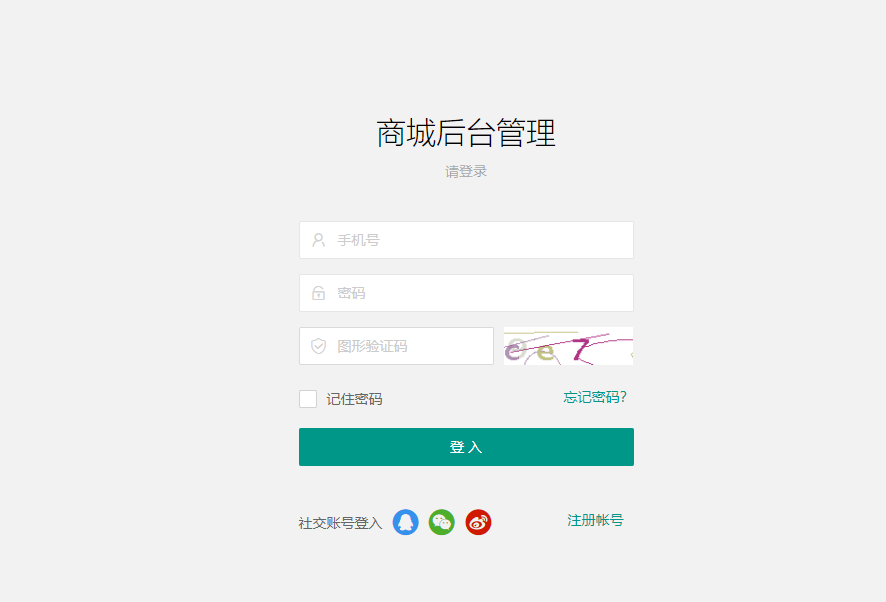 商城后台管理
请登录
手机号
密码
图形验证码
记住密码 忘记密码?
登 入
社交账号登入 注册帐号